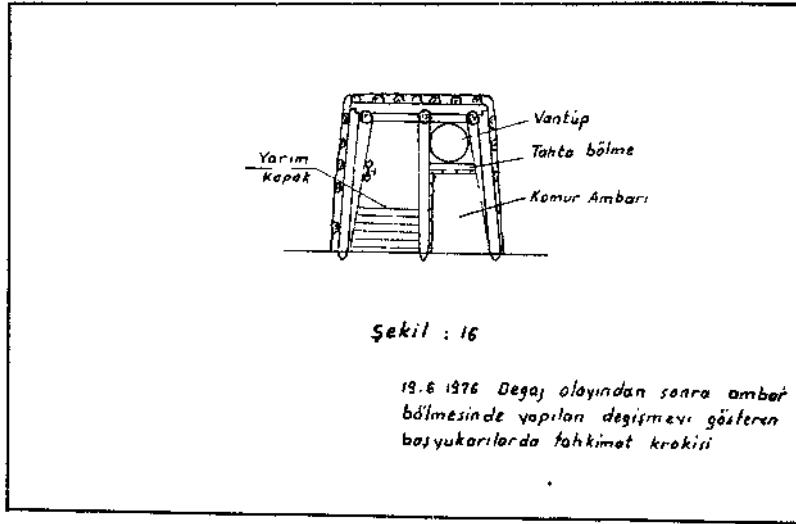 Vantüp
Tahta bölme
Yarım
kapak
Komur Ambarı
Şekil : 16
19.6 1976 Degaj olayından sonra ambar
bölmesinde yapılan degişmeyi gösteren
başyukarılarda tahkimat krokisi